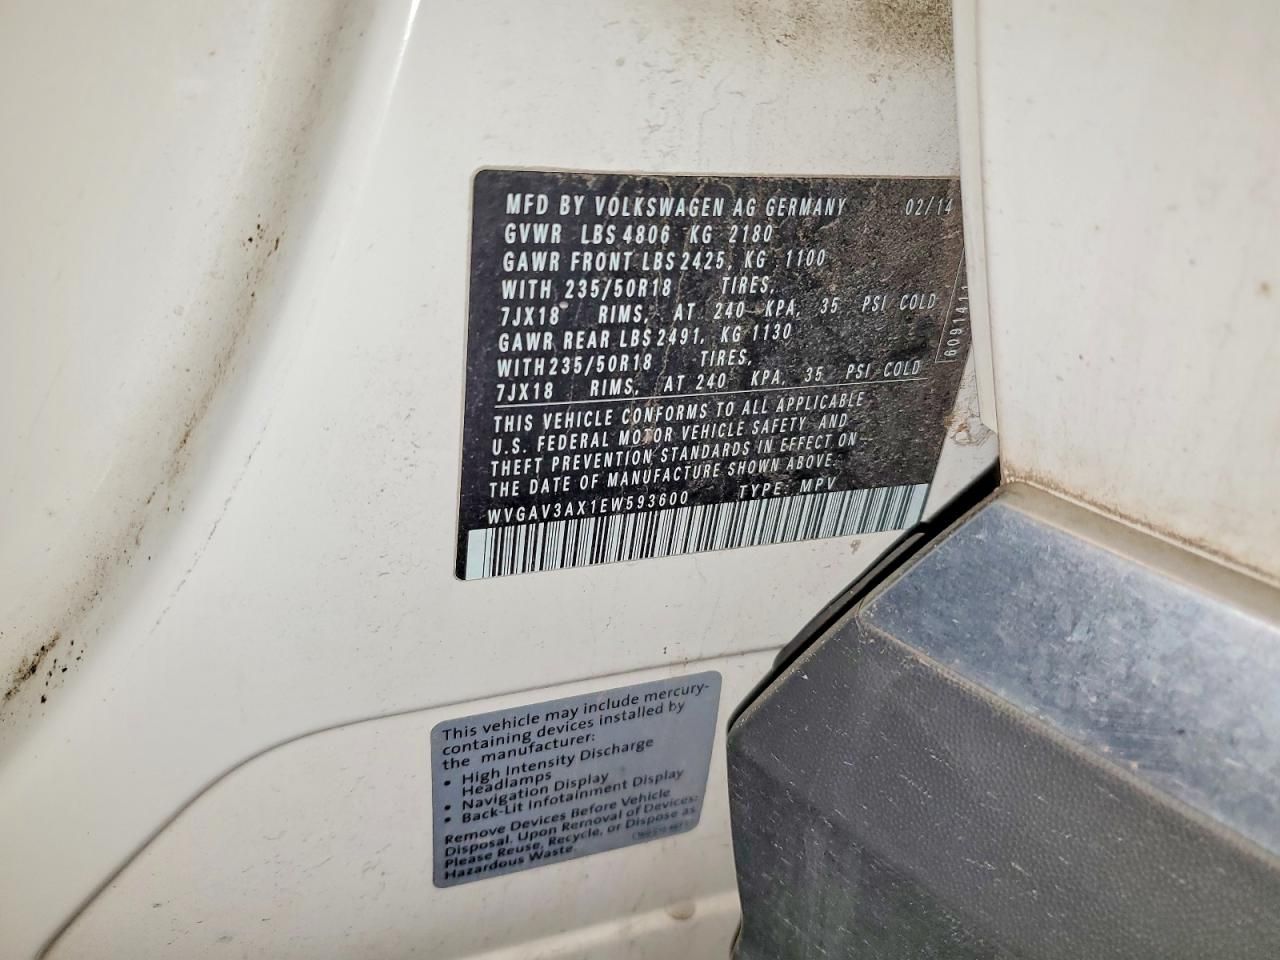 MFD BY VOLKSWAGEN AG GERMANY 02/14
GVWR LBS 4806 KG 2180
GAWR FRONT LBS 2425, KG 1100
WITH 235/50R18 TIRES,
7JX18 RIMS, AT 240 KPA, 35 PSI COLD
GAWR REAR LBS 2491, KG 1130
WITH 235/50R18 TIRES,
7JX18 RIMS, AT 240 KPA, 35 PSI COLD
THIS VEHICLE CONFORMS TO ALL APPLICABLE
U.S. FEDERAL MOTOR VEHICLE SAFETY AND
THEFT PREVENTION STANDARDS IN EFFECT ON
THE DATE OF MANUFACTURE SHOWN ABOVE.
WVGAV3AX1EW593600 TYPE: MPV
This vehicle may include mercury-
containing devices installed by
the manufacturer:
• High Intensity Discharge
Headlamps
• Navigation Display
• Back-Lit Infotainment Display
Remove Devices Before Vehicle
Disposal. Upon Removal of Devices:
Please Reuse, Recycle, or Dispose as
Hazardous Waste.